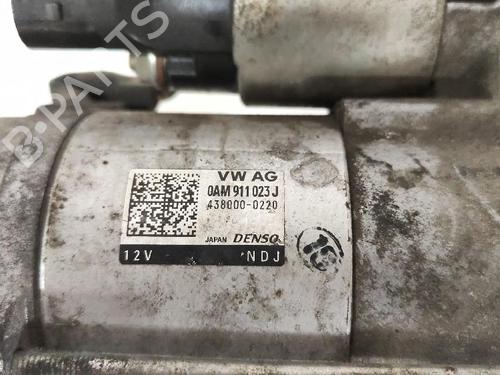 VW AG
0AM 911 023 J
438000-0220
JAPAN DENSO
12V NDJ
B-PARTS